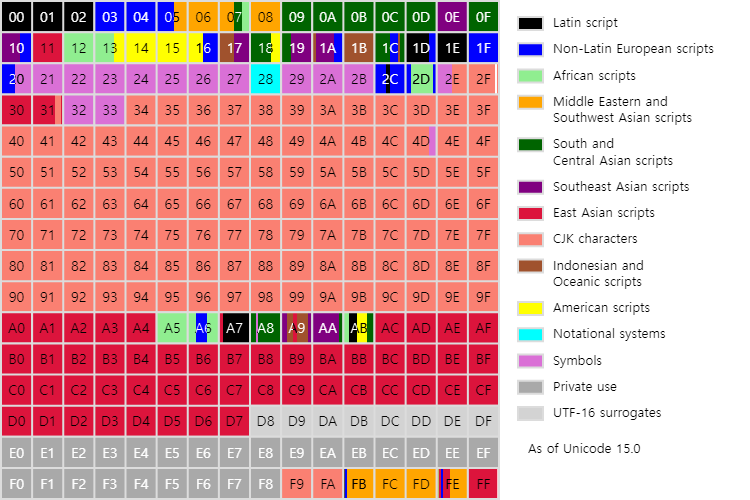 00 01 02 03 04 05 06 07 08 09 0A 0B 0C 0D 0E 0F
10 11 12 13 14 15 16 17 18 19 1A 1B 1C 1D 1E 1F
20 21 22 23 24 25 26 27 28 29 2A 2B 2C 2D 2E 2F
30 31 32 33 34 35 36 37 38 39 3A 3B 3C 3D 3E 3F
40 41 42 43 44 45 46 47 48 49 4A 4B 4C 4D 4E 4F
50 51 52 53 54 55 56 57 58 59 5A 5B 5C 5D 5E 5F
60 61 62 63 64 65 66 67 68 69 6A 6B 6C 6D 6E 6F
70 71 72 73 74 75 76 77 78 79 7A 7B 7C 7D 7E 7F
80 81 82 83 84 85 86 87 88 89 8A 8B 8C 8D 8E 8F
90 91 92 93 94 95 96 97 98 99 9A 9B 9C 9D 9E 9F
A0 A1 A2 A3 A4 A5 A6 A7 A8 A9 AA AB AC AD AE AF
B0 B1 B2 B3 B4 B5 B6 B7 B8 B9 BA BB BC BD BE BF
C0 C1 C2 C3 C4 C5 C6 C7 C8 C9 CA CB CC CD CE CF
D0 D1 D2 D3 D4 D5 D6 D7 D8 D9 DA DB DC DD DE DF
E0 E1 E2 E3 E4 E5 E6 E7 E8 E9 EA EB EC ED EE EF
F0 F1 F2 F3 F4 F5 F6 F7 F8 F9 FA FB FC FD FE FF
Latin script
Non-Latin European scripts
African scripts
Middle Eastern and
Southwest Asian scripts
South and
Central Asian scripts
Southeast Asian scripts
East Asian scripts
CJK characters
Indonesian and
Oceanic scripts
American scripts
Notational systems
Symbols
Private use
UTF-16 surrogates
As of Unicode 15.0